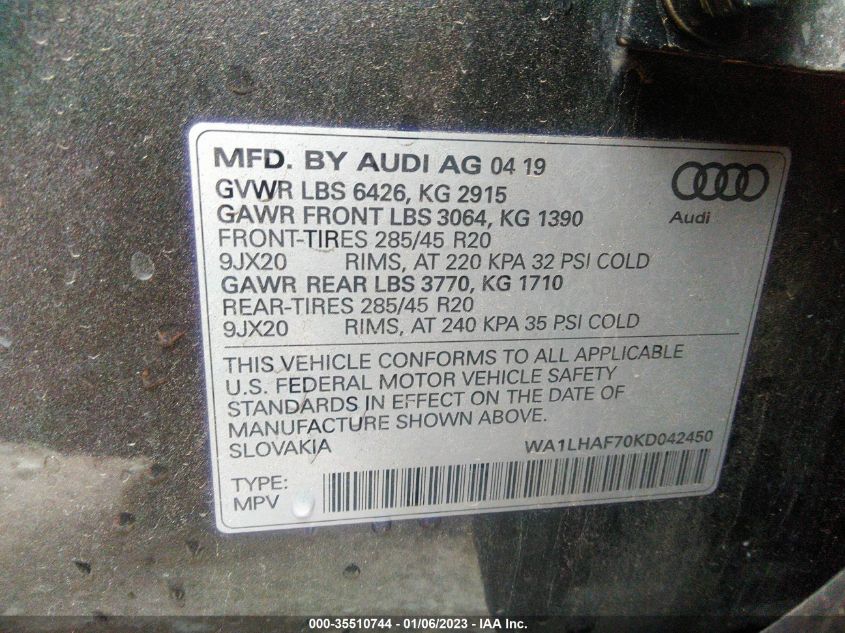 MFD. BY AUDI AG 04 19
GVWR LBS 6426, KG 2915
GAWR FRONT LBS 3064, KG 1390
FRONT-TIRES 285/45 R20
9JX20 RIMS, AT 220 KPA 32 PSI COLD
GAWR REAR LBS 3770, KG 1710
REAR-TIRES 285/45 R20
9JX20 RIMS, AT 240 KPA 35 PSI COLD
Audi
THIS VEHICLE CONFORMS TO ALL APPLICABLE
U.S. FEDERAL MOTOR VEHICLE SAFETY
STANDARDS IN EFFECT ON THE DATE OF
MANUFACTURE SHOWN ABOVE.
SLOVAKIA WA1LHAF70KD042450
TYPE:
MPV
000-35510744 - 01/06/2023 - IAA Inc.